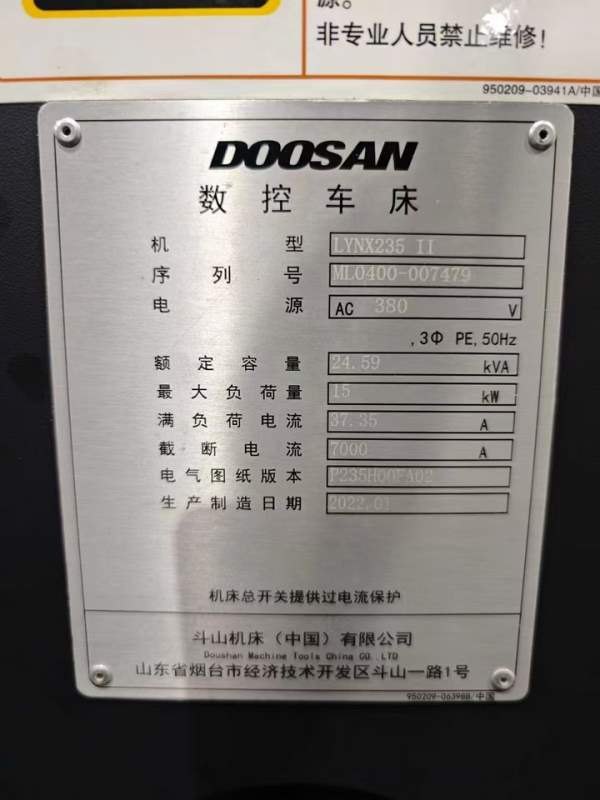 源。
非专业人员禁止维修!
950209-03941A/中国
DOOSAN
数控车床
机型 LYNX235 II
序列号 ML0400-007479
电源 AC 380 V
,3Φ PE,50Hz
额定容量 24.59 kVA
最大负荷量 15 kW
满负荷电流 37.35 A
截断电流 7000 A
电气图纸版本
生产制造日期 2022.01
机床总开关提供过电流保护
斗山机床(中国)有限公司
Doushan Machine Tools China CO.,LTD
山东省烟台市经济技术开发区斗山一路1号
950209-06398B/中国